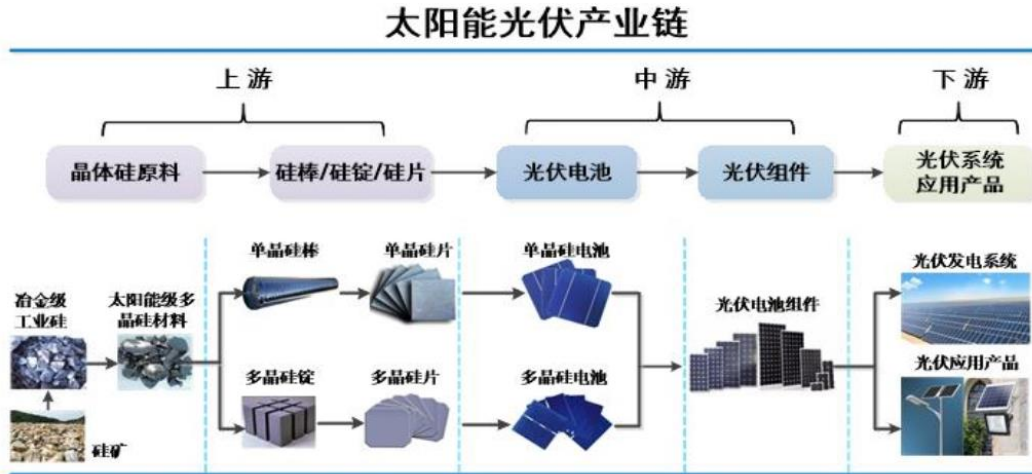 太阳能光伏产业链
上游
中游
下游
晶体硅原料
硅棒/硅锭/硅片
光伏电池
光伏组件
光伏系统
应用产品
单晶硅棒
单晶硅片
单晶硅电池
光伏发电系统
冶金级
工业硅
太阳能级多
晶硅材料
光伏电池组件
多晶硅锭
多晶硅片
多晶硅电池
光伏应用产品
硅矿